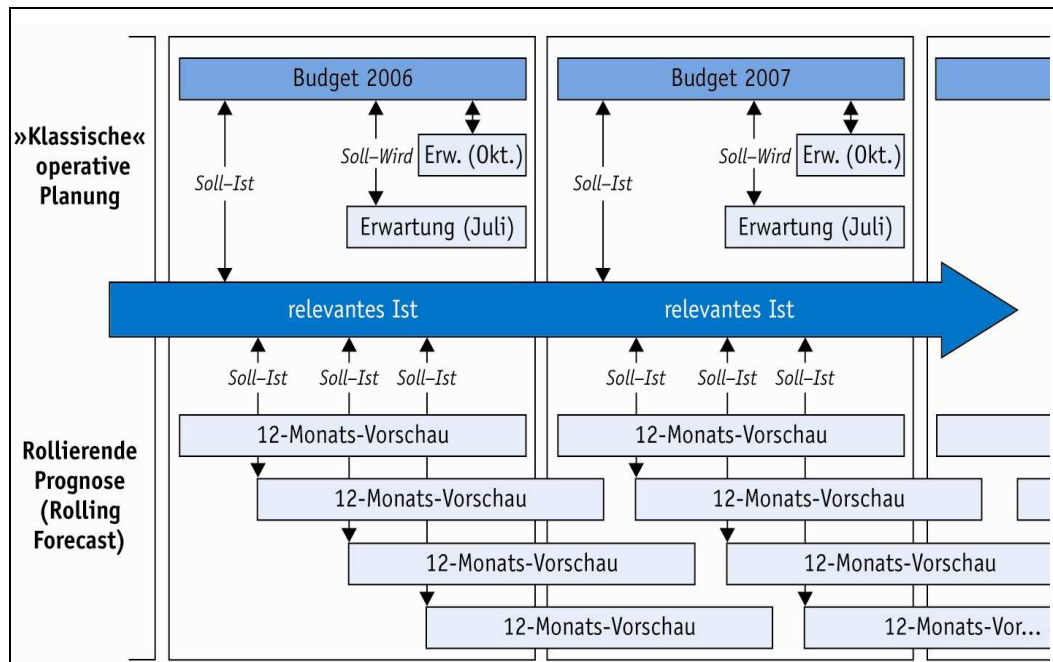 Budget 2006
Budget 2007
»Klassische«
operative
Planung
Soll–Ist
Soll–Wird
Erw. (Okt.)
Erwartung (Juli)
Soll–Ist
Soll–Wird
Erw. (Okt.)
Erwartung (Juli)
relevantes Ist
relevantes Ist
Soll–Ist
Soll–Ist
Soll–Ist
Soll–Ist
Soll–Ist
Soll–Ist
Rollierende
Prognose
(Rolling
Forecast)
12-Monats-Vorschau
12-Monats-Vorschau
12-Monats-Vorschau
12-Monats-Vorschau
12-Monats-Vorschau
12-Monats-Vorschau
12-Monats-Vorschau
12-Monats-Vor...